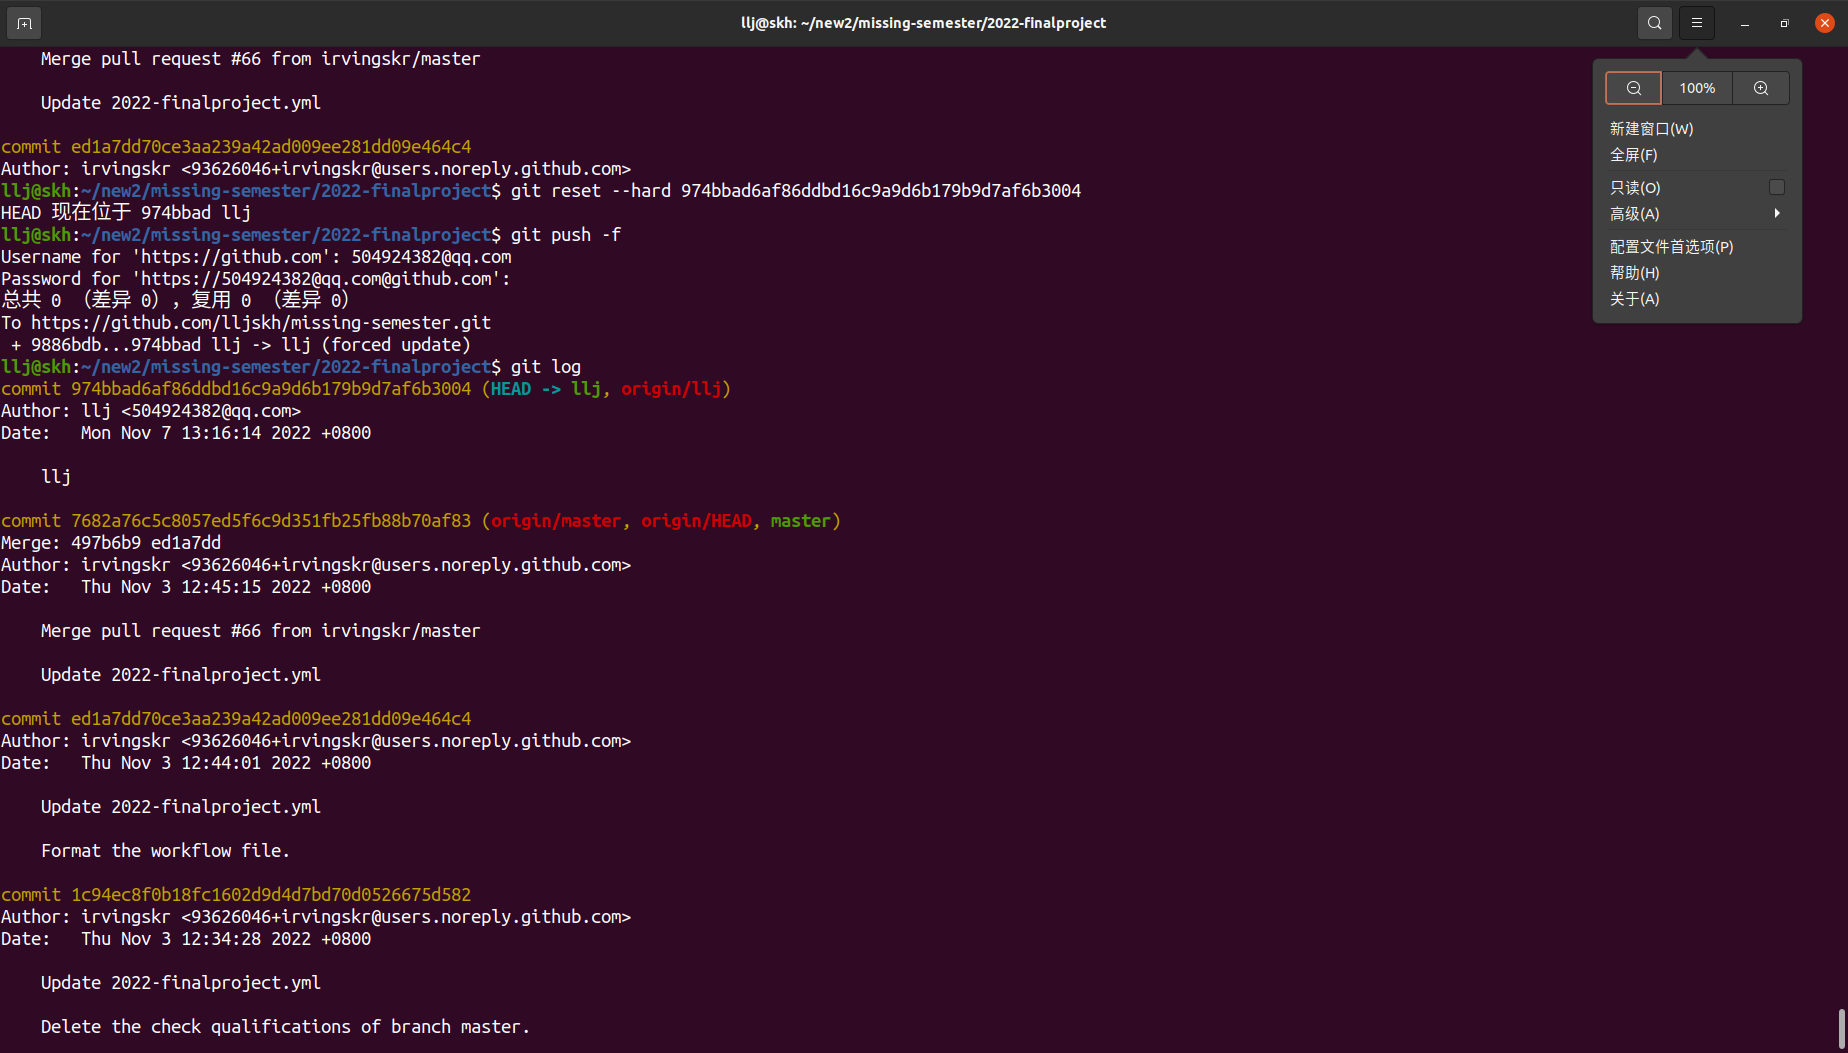 llj@skh: ~/new2/missing-semester/2022-finalproject
    Merge pull request #66 from irvingskr/master
    Update 2022-finalproject.yml
commit ed1a7dd70ce3aa239a42ad009ee281dd09e464c4
Author: irvingskr <93626046+irvingskr@users.noreply.github.com>
llj@skh:~/new2/missing-semester/2022-finalproject$ git reset --hard 974bbad6af86ddbd16c9a9d6b179b9d7af6b3004
HEAD 现在位于 974bbad llj
llj@skh:~/new2/missing-semester/2022-finalproject$ git push -f
Username for 'https://github.com': 504924382@qq.com
Password for 'https://504924382@qq.com@github.com':
总共 0 （差异 0），复用 0 （差异 0）
To https://github.com/lljskh/missing-semester.git
 + 9886bdb...974bbad llj -> llj (forced update)
llj@skh:~/new2/missing-semester/2022-finalproject$ git log
commit 974bbad6af86ddbd16c9a9d6b179b9d7af6b3004 (HEAD -> llj, origin/llj)
Author: llj <504924382@qq.com>
Date:   Mon Nov 7 13:16:14 2022 +0800
    llj
commit 7682a76c5c8057ed5f6c9d351fb25fb88b70af83 (origin/master, origin/HEAD, master)
Merge: 497b6b9 ed1a7dd
Author: irvingskr <93626046+irvingskr@users.noreply.github.com>
Date:   Thu Nov 3 12:45:15 2022 +0800
    Merge pull request #66 from irvingskr/master
    Update 2022-finalproject.yml
commit ed1a7dd70ce3aa239a42ad009ee281dd09e464c4
Author: irvingskr <93626046+irvingskr@users.noreply.github.com>
Date:   Thu Nov 3 12:44:01 2022 +0800
    Update 2022-finalproject.yml
    Format the workflow file.
commit 1c94ec8f0b18fc1602d9d4d7bd70d0526675d582
Author: irvingskr <93626046+irvingskr@users.noreply.github.com>
Date:   Thu Nov 3 12:34:28 2022 +0800
    Update 2022-finalproject.yml
    Delete the check qualifications of branch master.
100%
新建窗口(W)
全屏(F)
只读(O)
高级(A)
配置文件首选项(P)
帮助(H)
关于(A)